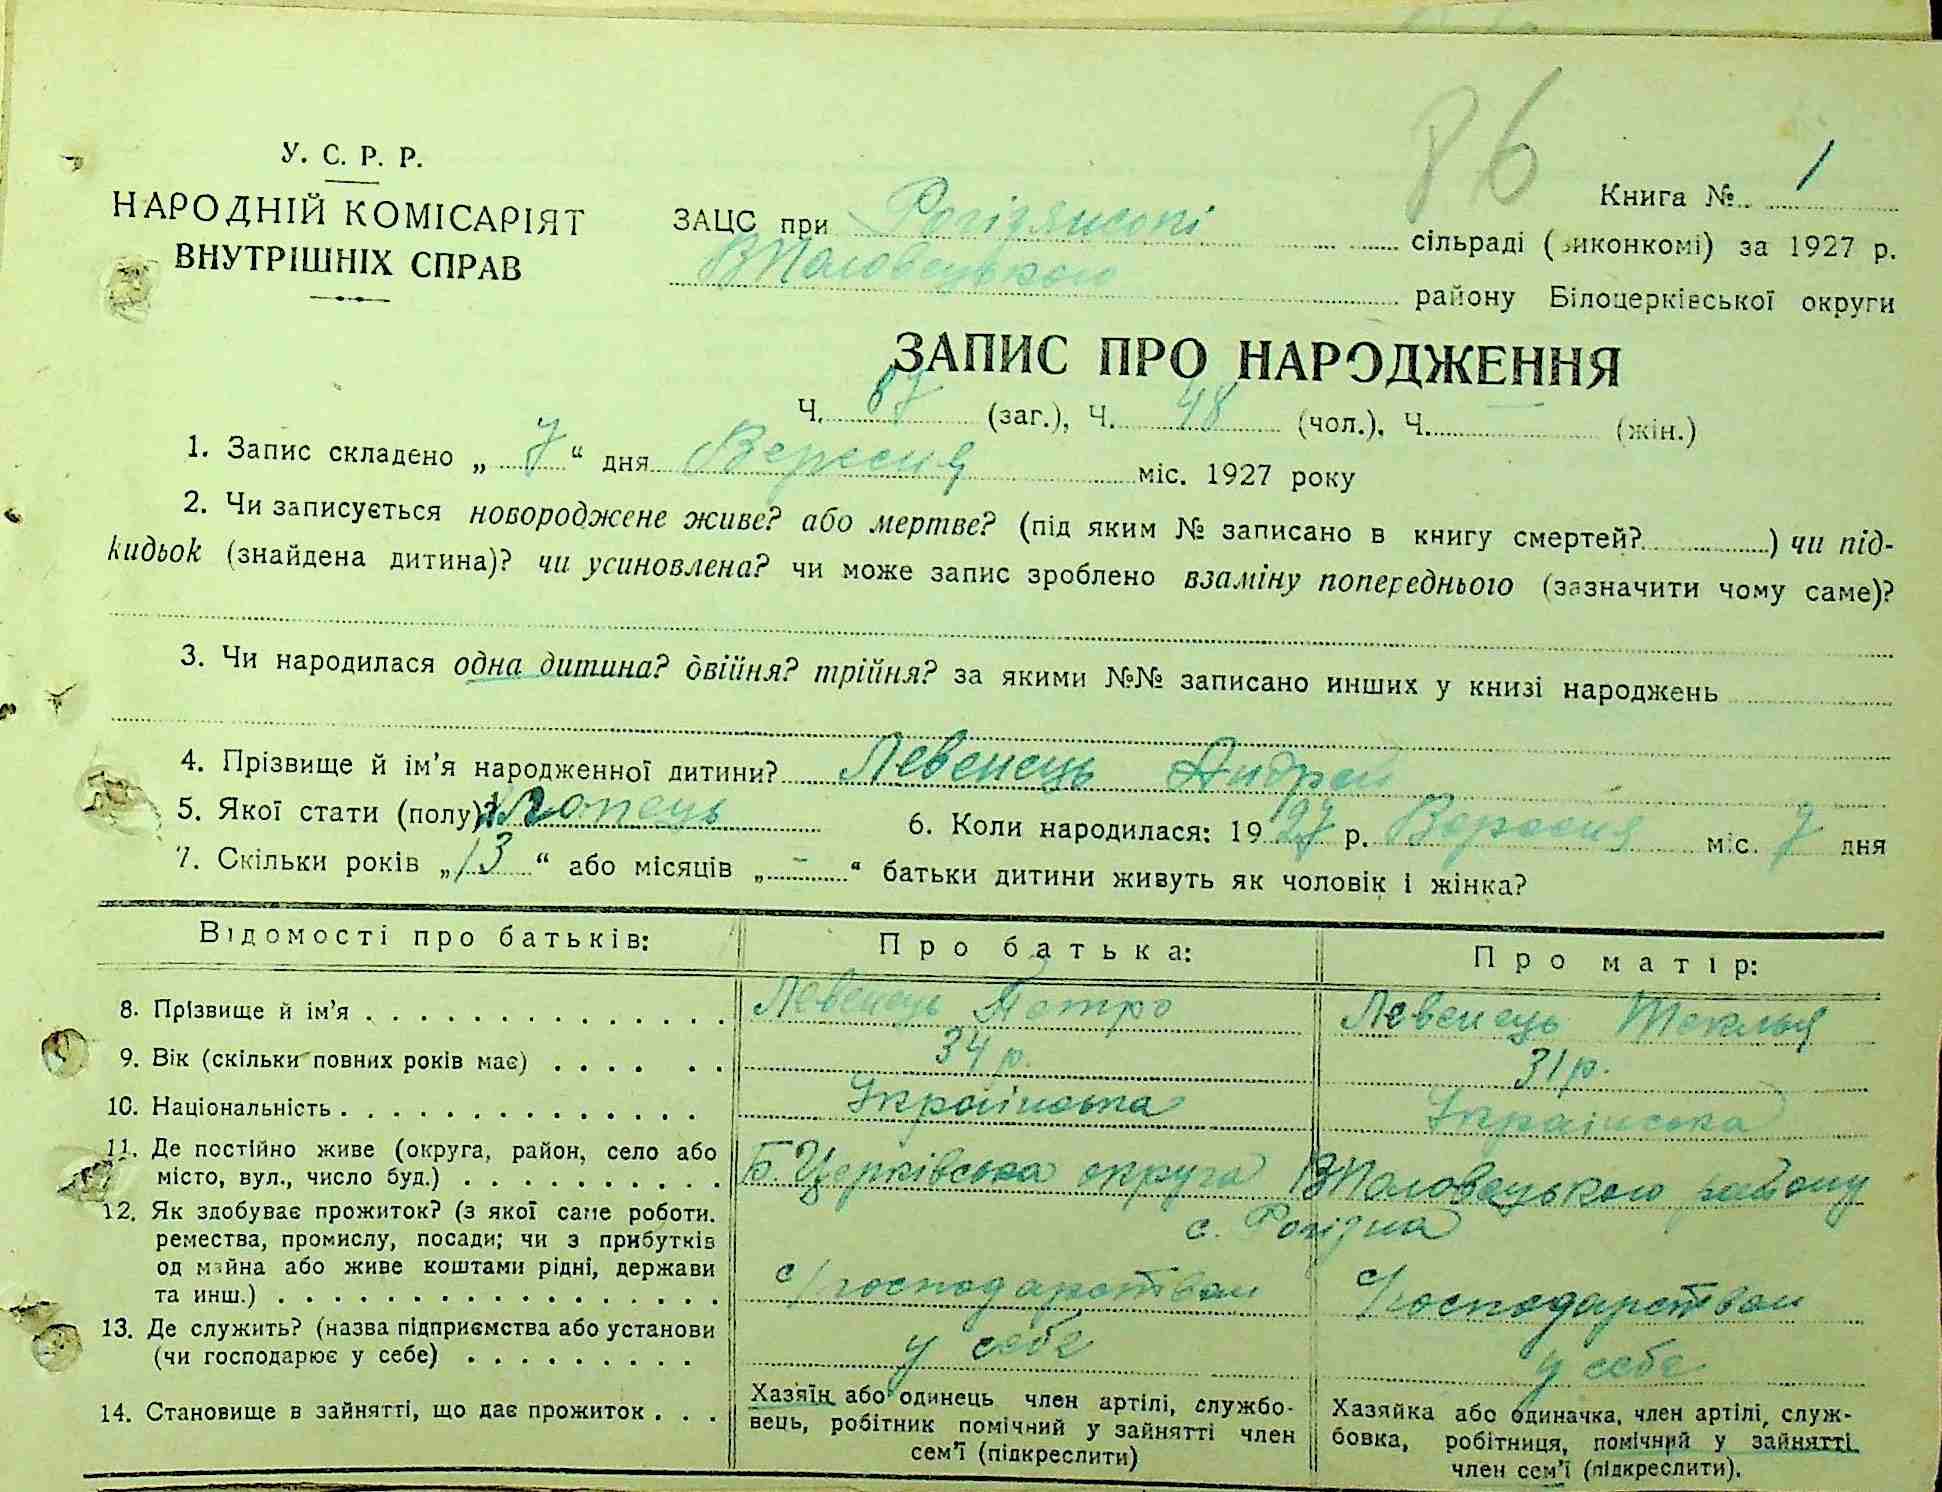 86
У. С. Р. Р.
НАРОДНІЙ КОМІСАРІЯТ
ВНУТРІШНІХ СПРАВ
Книга №. 1
ЗАЦС при Рогізянській сільраді (виконкомі) за 1927 р.
району Білоцерківської округи
ЗАПИС ПРО НАРОДЖЕННЯ
Ч. 87 (заг.), Ч. 48 (чол.), Ч. (жін.)
1. Запис складено „ 7 “ дня Вересня міс. 1927 року
2. Чи записується новороджене живе? або мертве? (під яким № записано в книгу смертей? ) чи під-
кидьок (знайдена дитина)? чи усиновлена? чи може запис зроблено взаміну попереднього (зазначити чому саме)?
3. Чи народилася одна дитина? двійня? трійня? за якими №№ записано инших у книзі народжень
4. Прізвище й ім’я народженної дитини? Левенець Андрей
5. Якої стати (полу)? Хлопець 6. Коли народилася: 1927 р. Вересня міс. 7 дня
7. Скільки років „ 13 “ або місяців „ - “ батьки дитини живуть як чоловік і жінка?
Відомості про батьків: Про батька: Про матір:
8. Прізвище й ім’я Левенець Петро Левенець Текля
9. Вік (скільки повних років має) 34 р. 31 р.
10. Національність Українська Українська
11. Де постійно живе (округа, район, село або
місто, вул., число буд.) Б. Церківська округа ВПоловецького району
с. Рогізна
12. Як здобуває прожиток? (з якої саме роботи.
ремества, промислу, посади; чи з прибутків
од майна або живе коштами рідні, держави
та инш.) с/господарством с/господарством
13. Де служить? (назва підприємства або установи
(чи господарює у себе) у себе у себе
14. Становище в зайнятті, що дає прожиток
Хазяїн або одинець член артілі, службо-
вець, робітник помічний у зайнятті член
сем’ї (підкреслити)
Хазяйка або одиначка, член артілі, служ-
бовка, робітниця, помічний у зайнятті
член сем’ї (підкреслити).